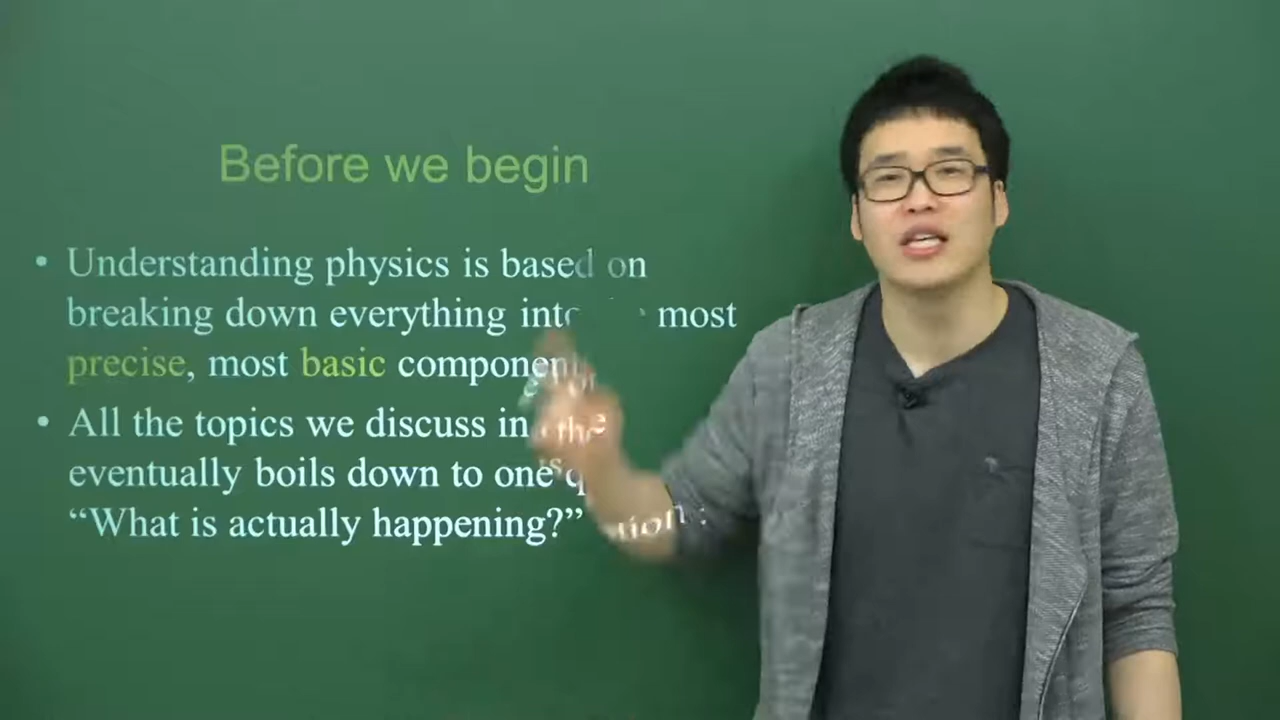 Before we begin
• Understanding physics is based on
breaking down everything into most
precise, most basic
• All the topics we discuss in the
eventually boils down to one
“What is actually happening?”